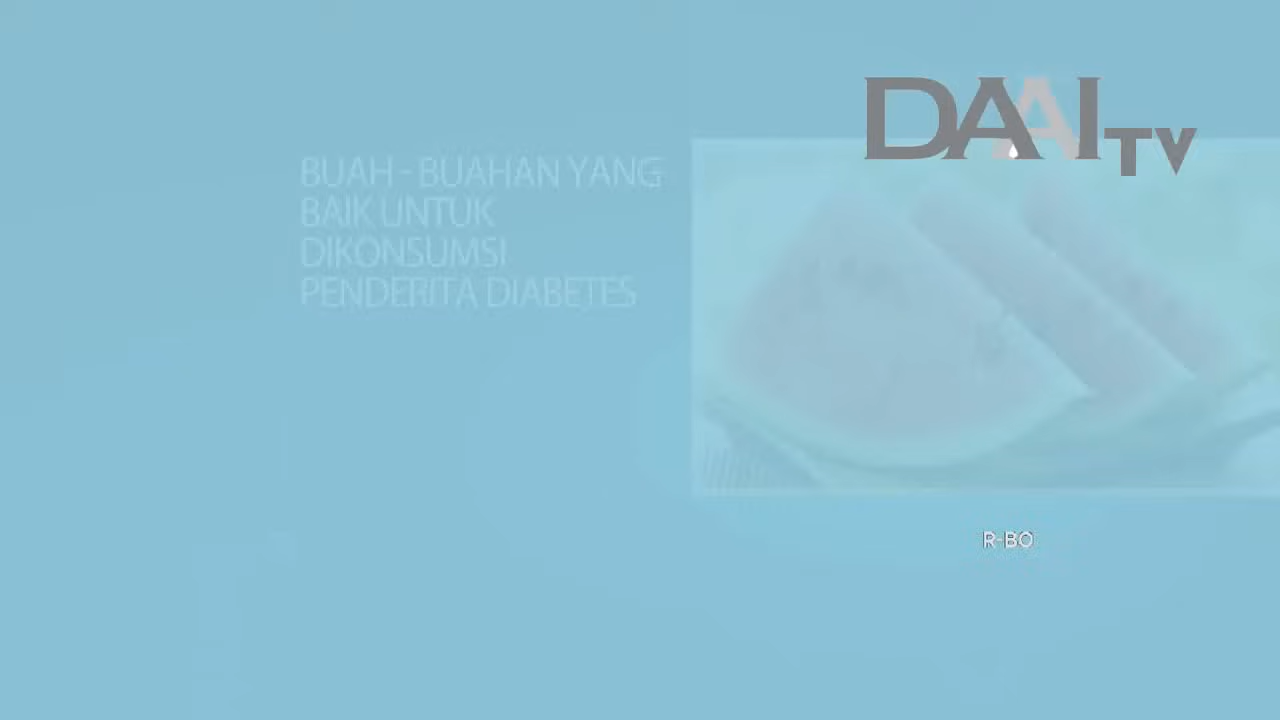 DAAI TV
BUAH - BUAHAN YANG
BAIK UNTUK
DIKONSUMSI
PENDERITA DIABETES
R-BO